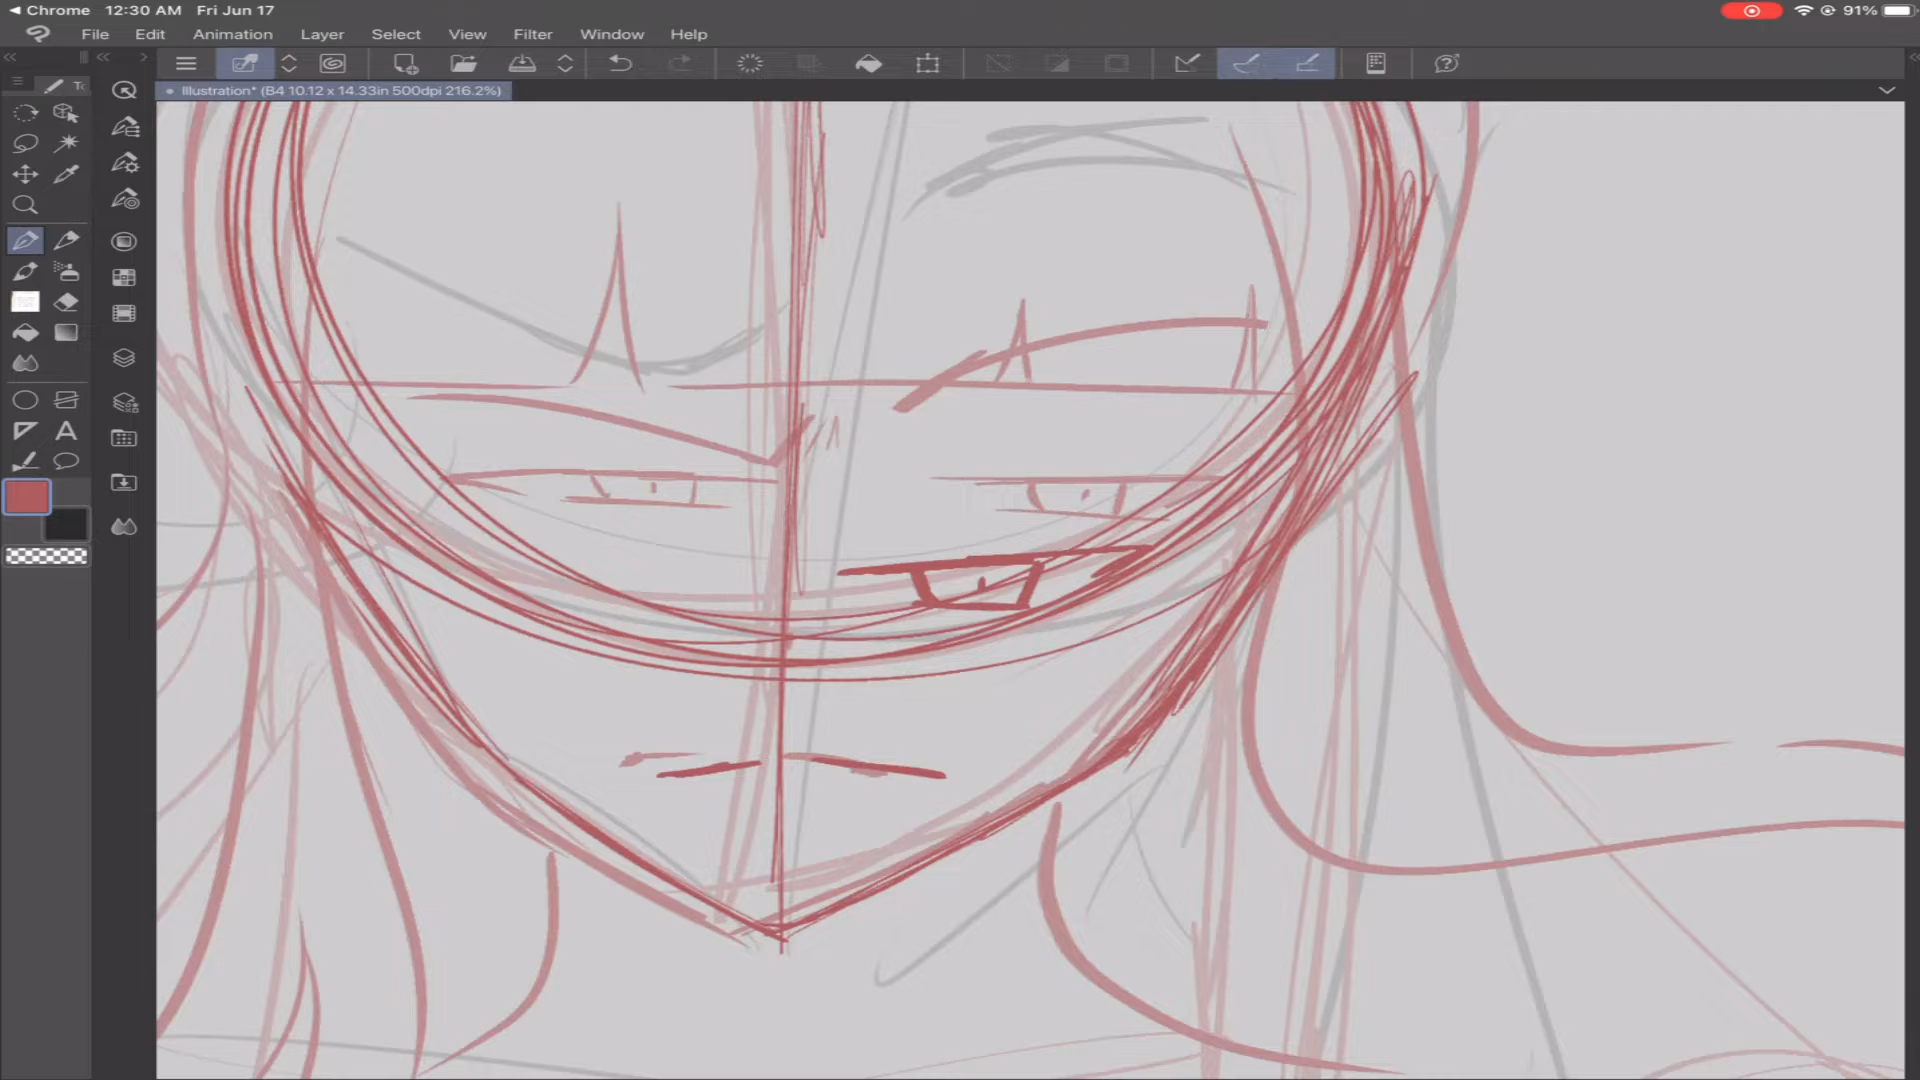 Chrome 12:30 AM Fri Jun 17 91%
File Edit Animation Layer Select View Filter Window Help
Illustration* (B4 10.12 x 14.33in 500dpi 216.2%)
A